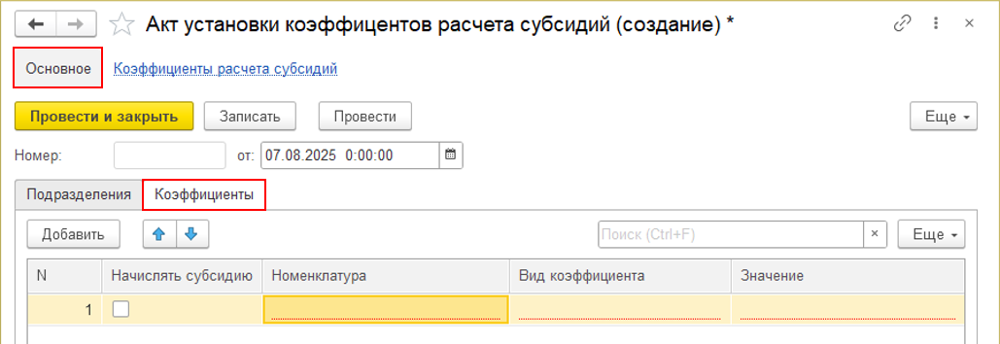 Акт установки коэффицентов расчета субсидий (создание) *
Основное Коэффициенты расчета субсидий
Провести и закрыть Записать Провести Еще
Номер: от: 07.08.2025 0:00:00
Подразделения Коэффициенты
Добавить Поиск (Ctrl+F) × Еще
N Начислять субсидию Номенклатура Вид коэффициента Значение
1